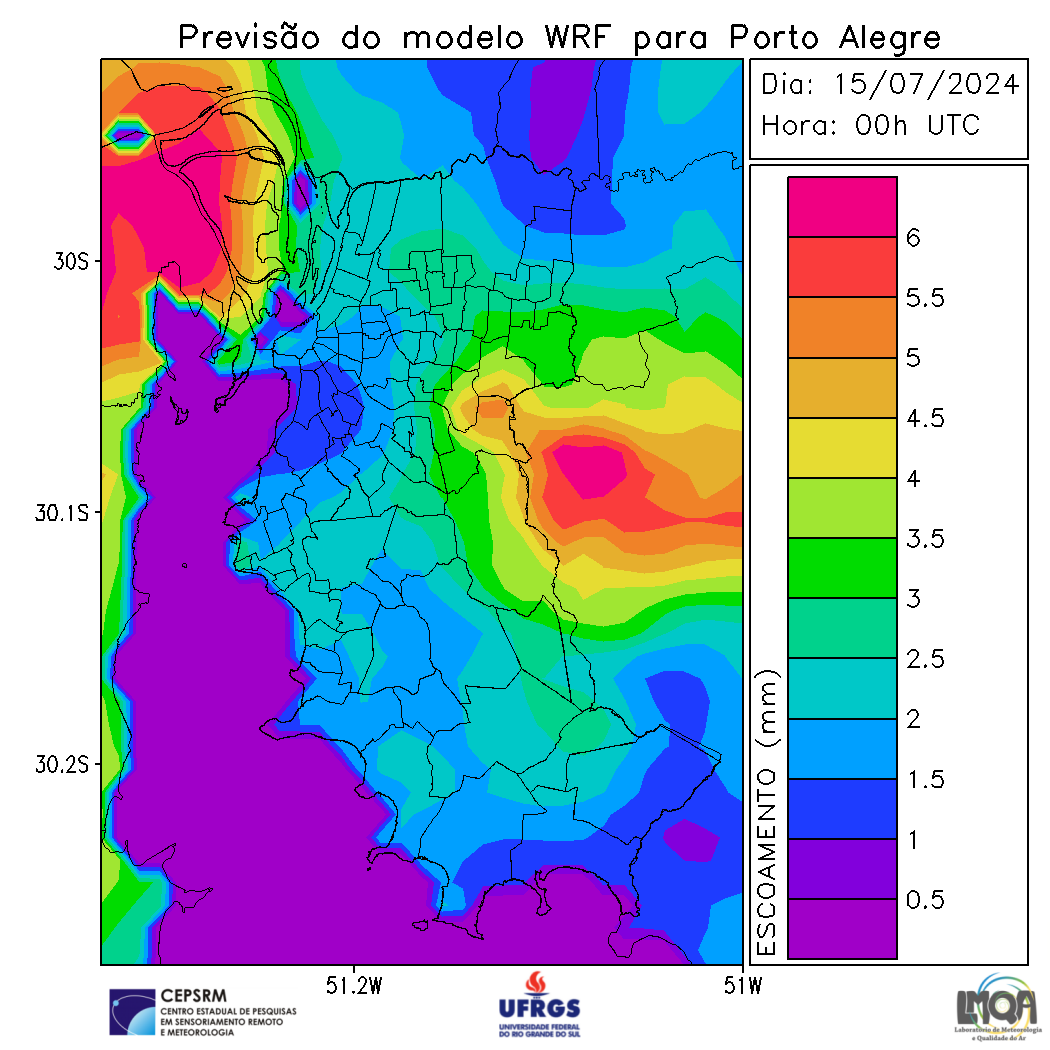 Previsão do modelo WRF para Porto Alegre
Dia: 15/07/2024
Hora: 00h UTC
30S
30.1S
30.2S
51.2W
51W
ESCOAMENTO (mm)
6
5.5
5
4.5
4
3.5
3
2.5
2
1.5
1
0.5
CEPSRM
CENTRO ESTADUAL DE PESQUISAS
EM SENSORIAMENTO REMOTO
E METEOROLOGIA
UFRGS
UNIVERSIDADE FEDERAL
DO RIO GRANDE DO SUL
LMQA
Laboratório de Meteorologia
e Qualidade do Ar